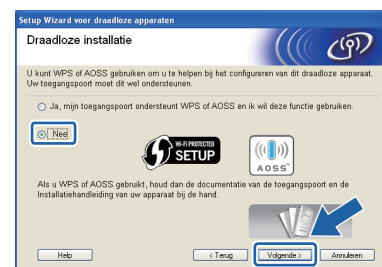 Setup Wizard voor draadloze apparaten
Draadloze installatie
U kunt WPS of AOSS gebruiken om u te helpen bij het configureren van dit draadloze apparaat.
Uw toegangspoort moet dit wel ondersteunen.
Ja, mijn toegangspoort ondersteunt WPS of AOSS en ik wil deze functie gebruiken.
Nee
WI-FI PROTECTED
SETUP
AOSS™
Als u WPS of AOSS gebruikt, houd dan de documentatie van de toegangspoort en de
Installatiehandleiding van uw apparaat bij de hand.
Help
< Terug
Volgende >
Annuleren